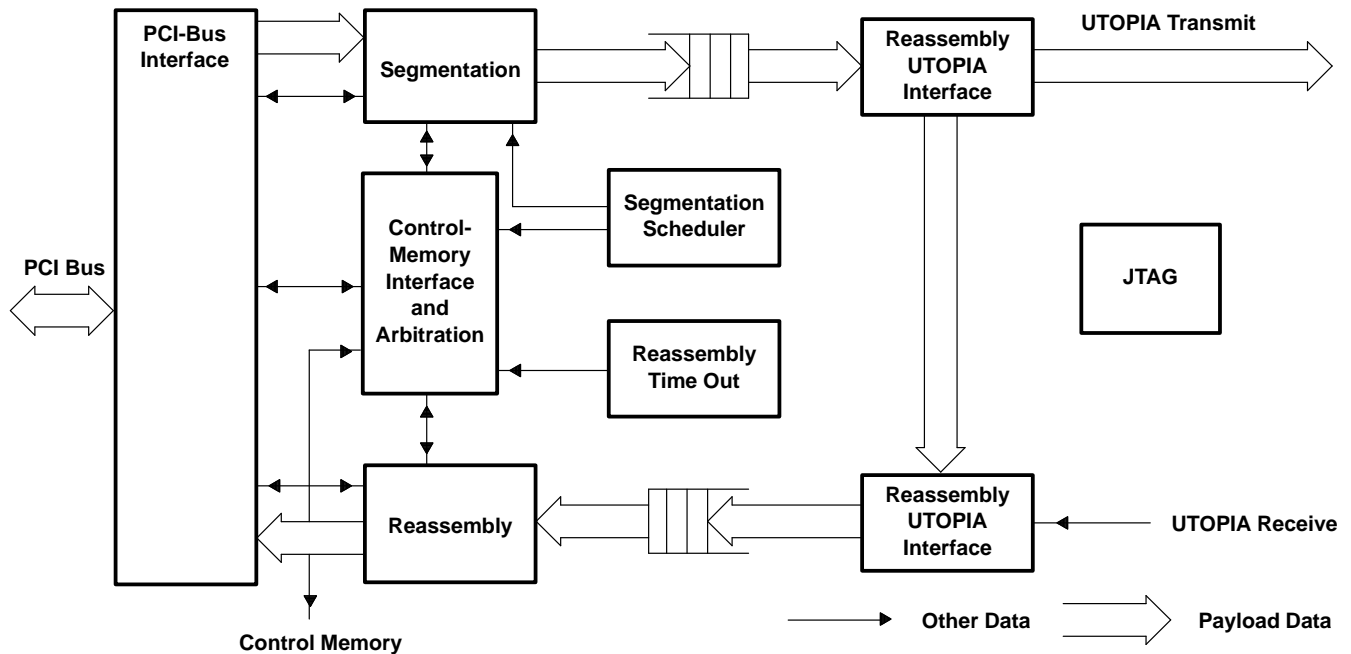 PCI-Bus
Interface
Segmentation
Reassembly
UTOPIA
Interface
UTOPIA Transmit
Control-
Memory
Interface
and
Arbitration
Segmentation
Scheduler
PCI Bus
JTAG
Reassembly
Time Out
Reassembly
Reassembly
UTOPIA
Interface
UTOPIA Receive
Control Memory
Other Data
Payload Data